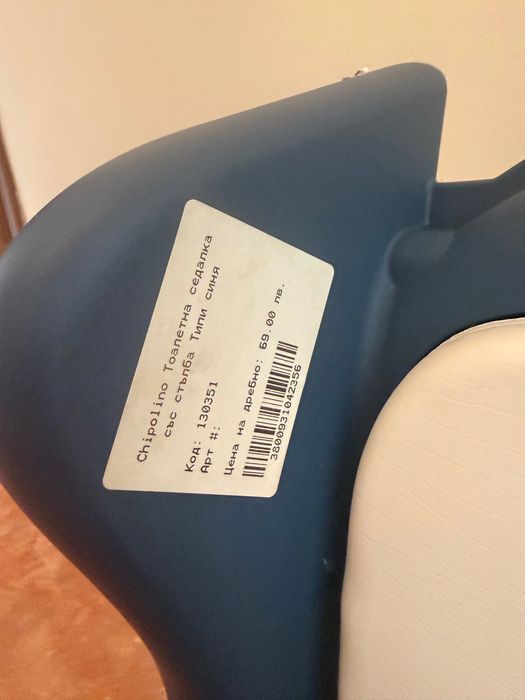 Chipolino Тоалетна седалка
със стълба Типи синя
Код: 130351
Арт #:
Цена на дребно: 69.00 лв.
3800931042356